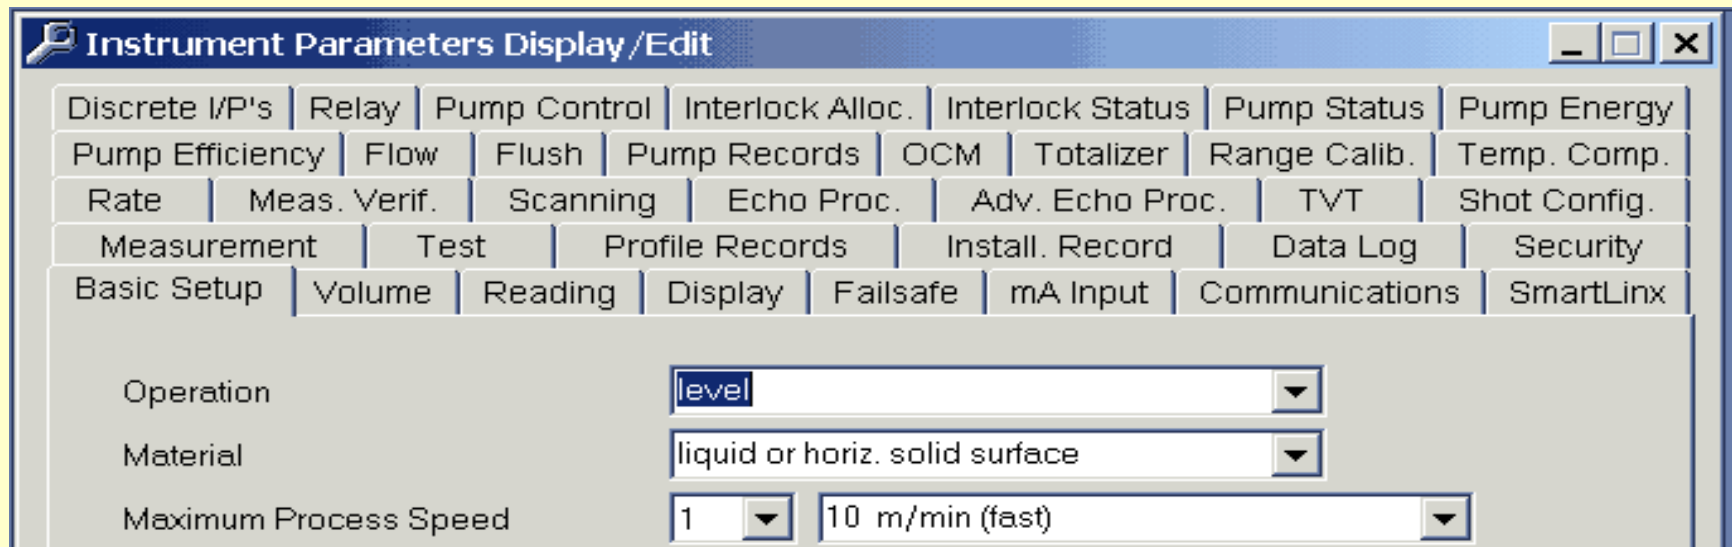 Instrument Parameters Display/Edit
Discrete I/P's Relay Pump Control Interlock Alloc. Interlock Status Pump Status Pump Energy
Pump Efficiency Flow Flush Pump Records OCM Totalizer Range Calib. Temp. Comp.
Rate Meas. Verif. Scanning Echo Proc. Adv. Echo Proc. TVT Shot Config.
Measurement Test Profile Records Install. Record Data Log Security
Basic Setup Volume Reading Display Failsafe mA Input Communications SmartLinx
Operation level
Material liquid or horiz. solid surface
Maximum Process Speed 1 10 m/min (fast)